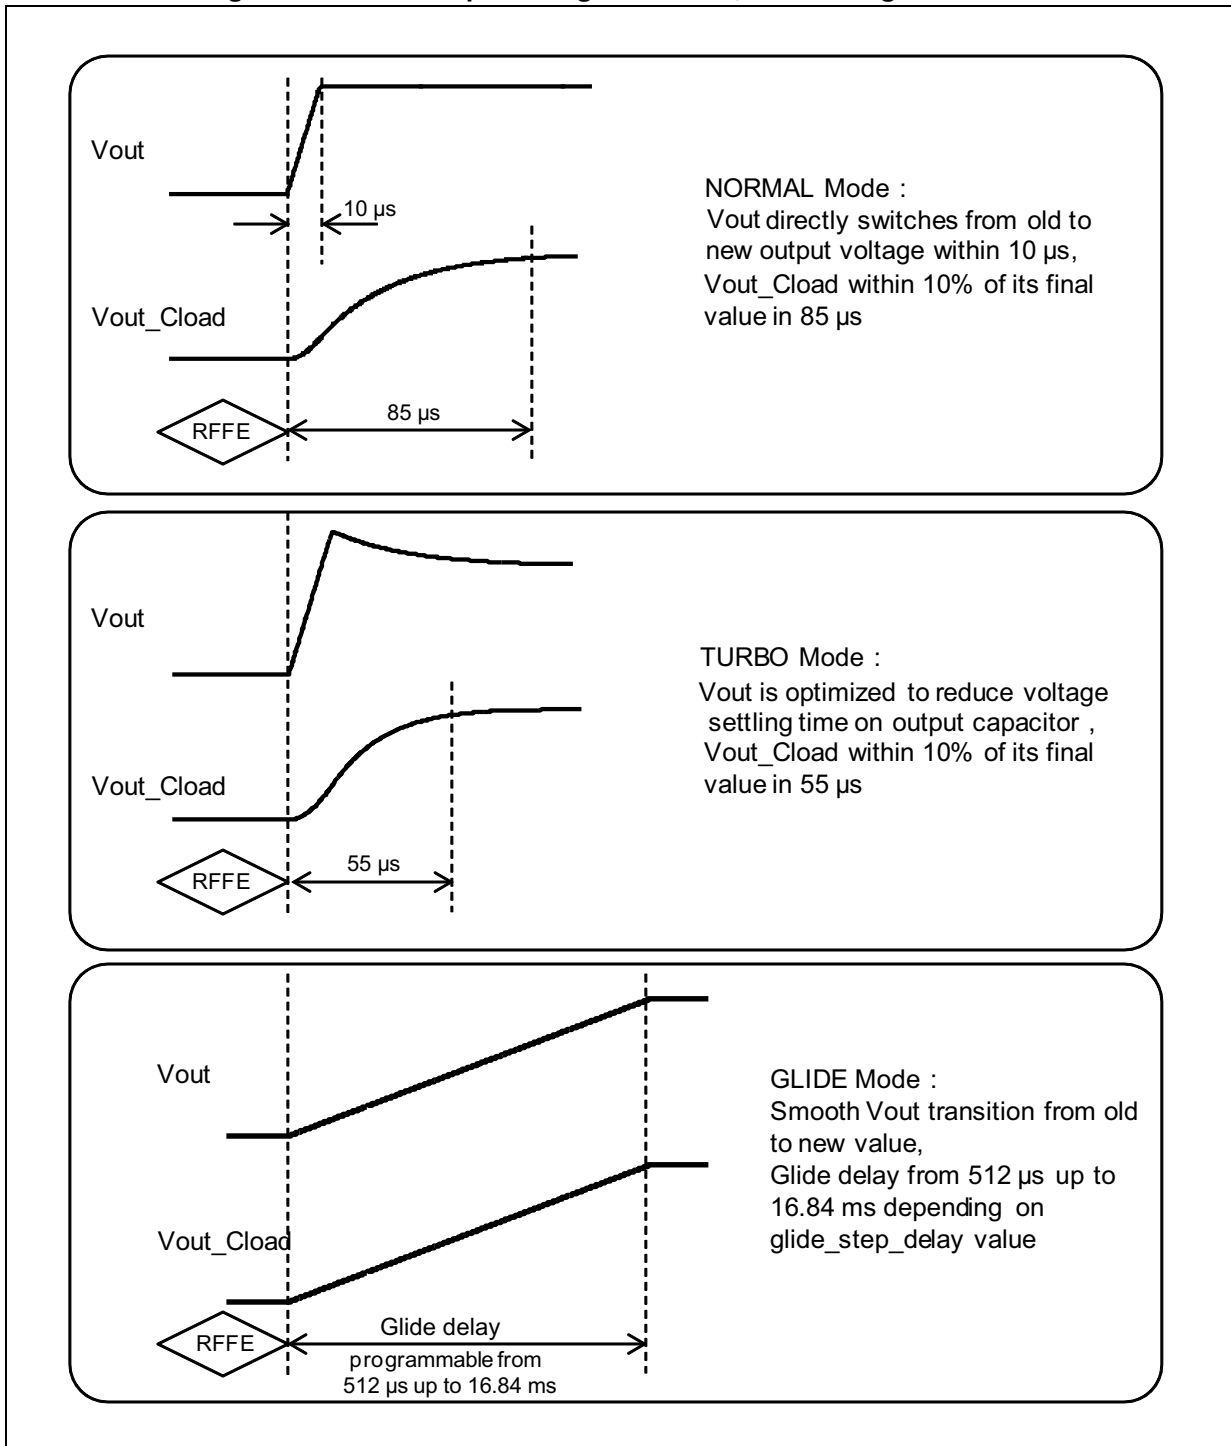 Vout
10 µs
NORMAL Mode :
Vout directly switches from old to
new output voltage within 10 µs,
Vout_Cload within 10% of its final
value in 85 µs
Vout_Cload
85 µs
RFFE
Vout
TURBO Mode :
Vout is optimized to reduce voltage
settling time on output capacitor ,
Vout_Cload within 10% of its final
value in 55 µs
Vout_Cload
55 µs
RFFE
Vout
GLIDE Mode :
Smooth Vout transition from old
to new value,
Glide delay from 512 µs up to
16.84 ms depending on
glide_step_delay value
Vout_Cload
RFFE
Glide delay
programmable from
512 µs up to 16.84 ms